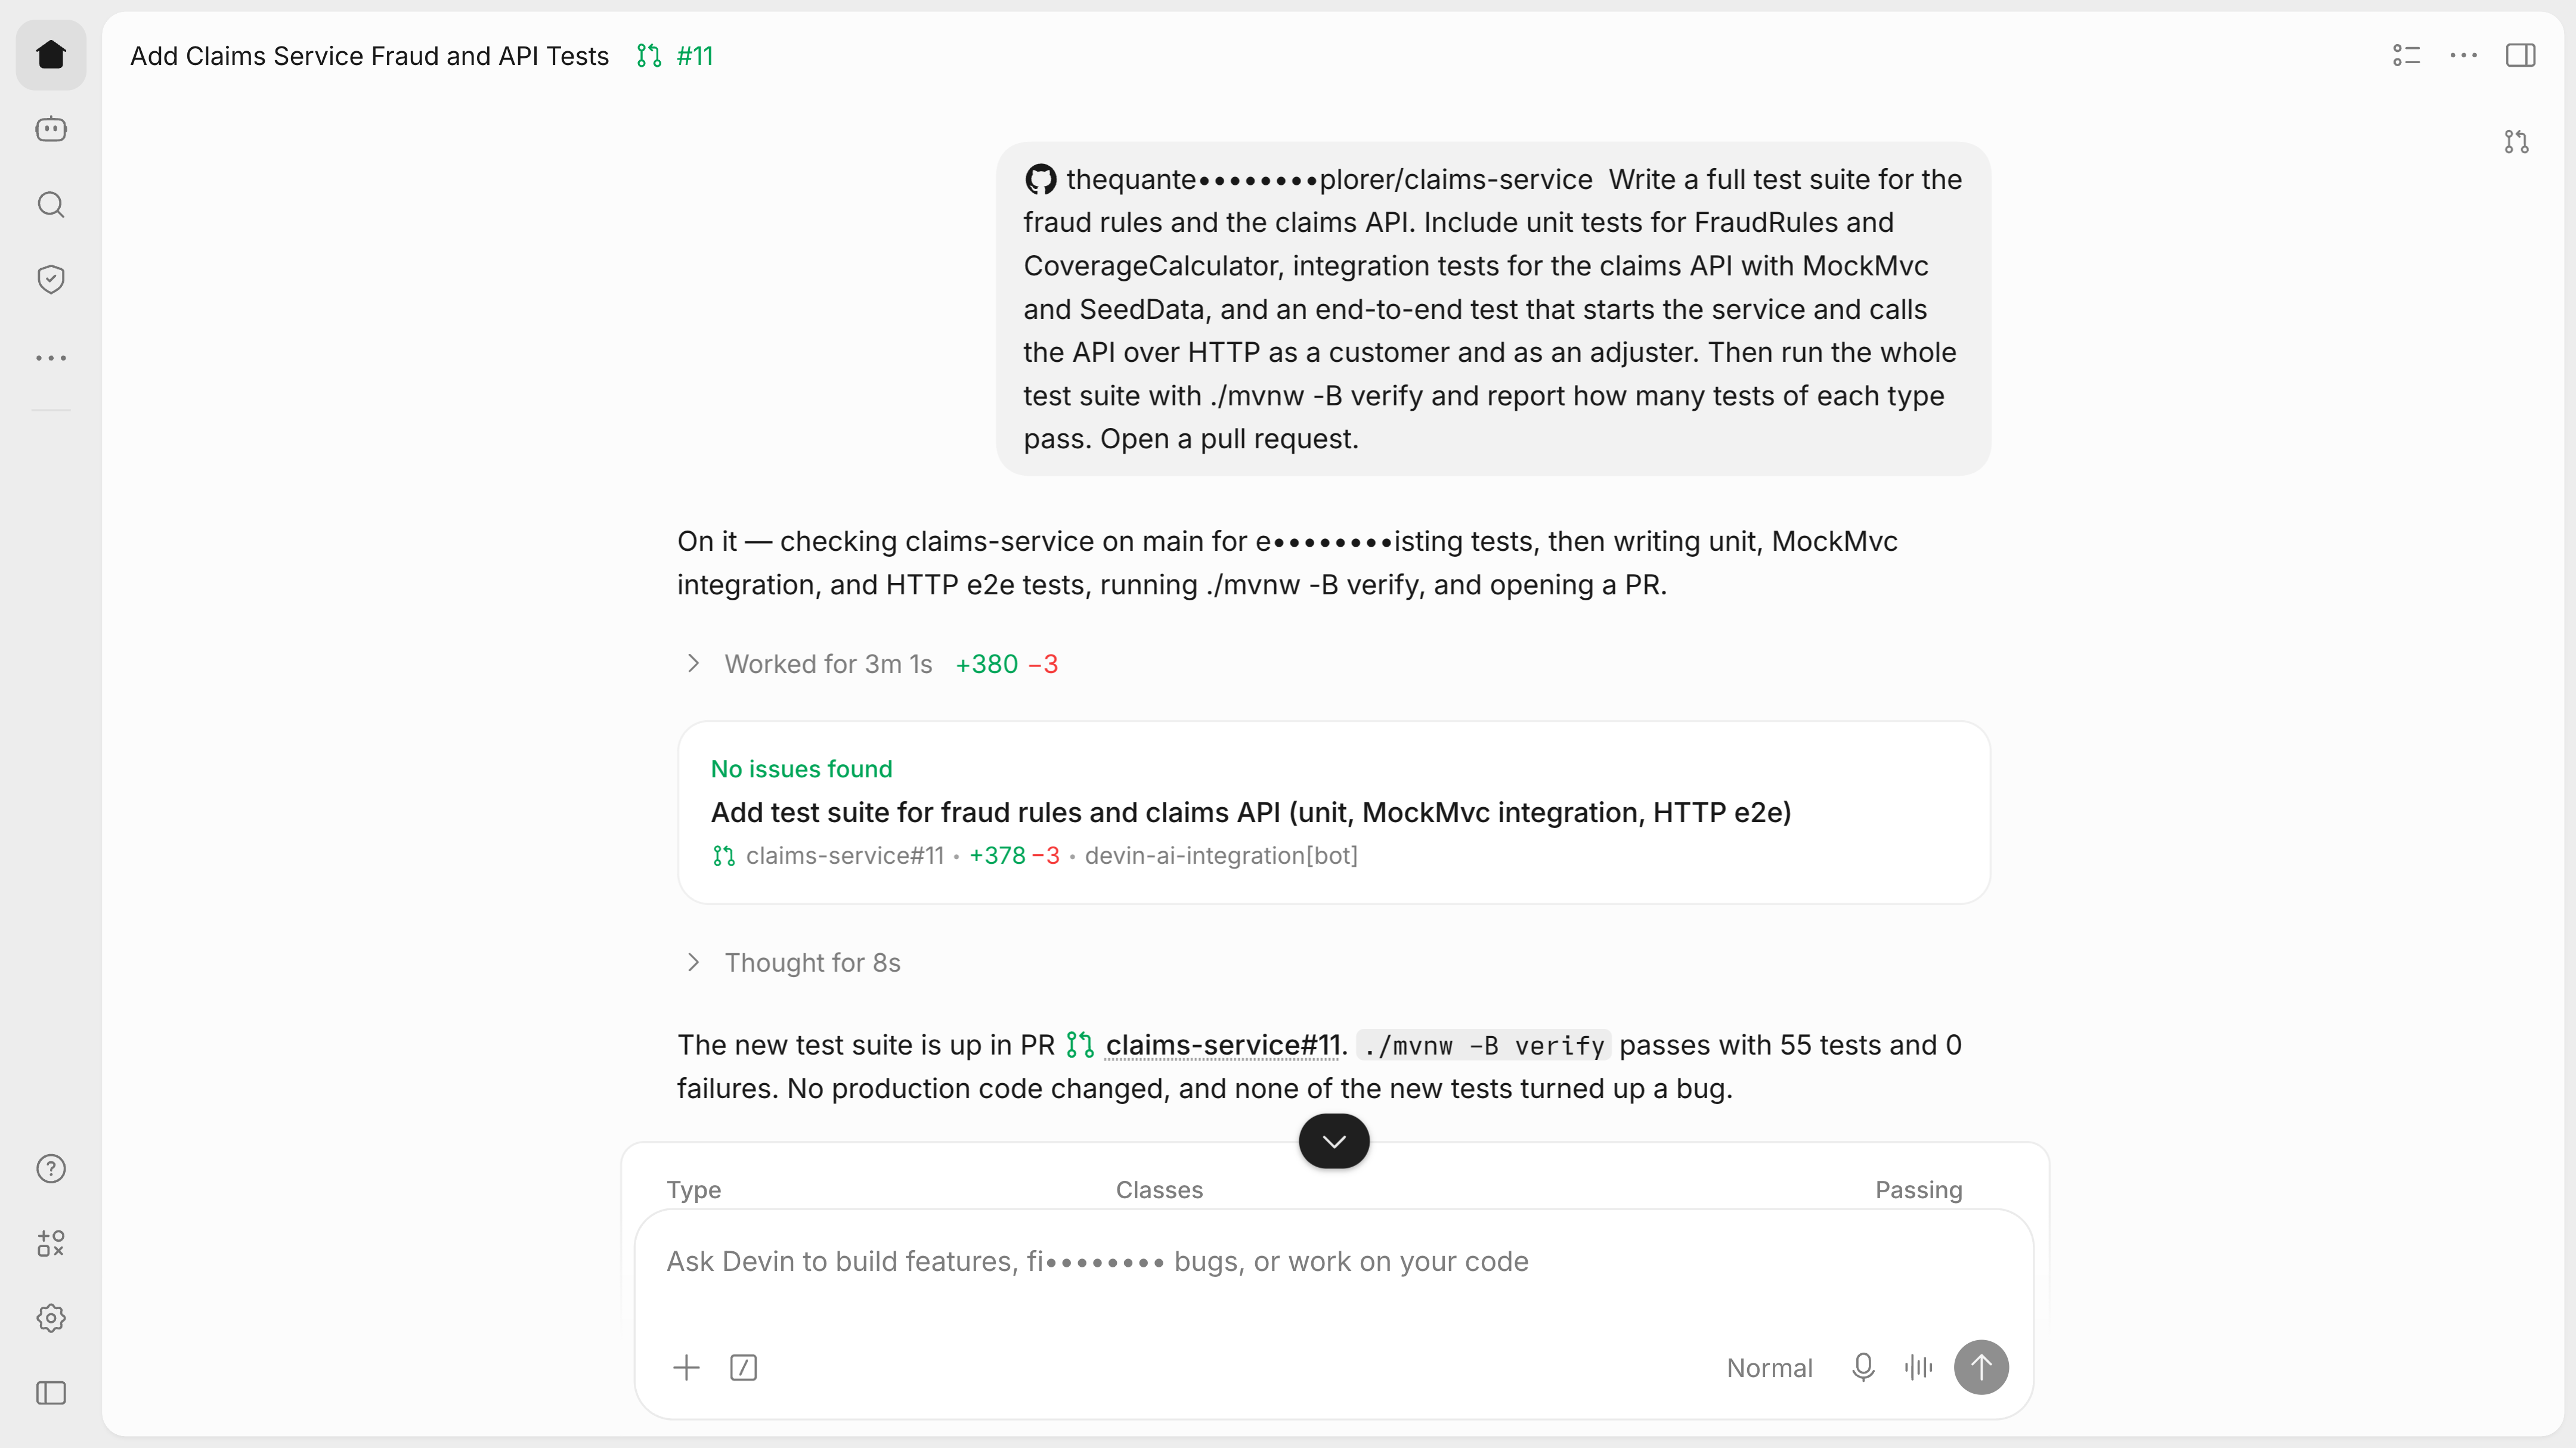 Add Claims Service Fraud and API Tests #11
thequante••••••••plorer/claims-service Write a full test suite for the
fraud rules and the claims API. Include unit tests for FraudRules and
CoverageCalculator, integration tests for the claims API with MockMvc
and SeedData, and an end-to-end test that starts the service and calls
the API over HTTP as a customer and as an adjuster. Then run the whole
test suite with ./mvnw -B verify and report how many tests of each type
pass. Open a pull request.
On it — checking claims-service on main for e••••••••isting tests, then writing unit, MockMvc
integration, and HTTP e2e tests, running ./mvnw -B verify, and opening a PR.
Worked for 3m 1s +380 −3
No issues found
Add test suite for fraud rules and claims API (unit, MockMvc integration, HTTP e2e)
claims-service#11 • +378 −3 • devin-ai-integration[bot]
Thought for 8s
The new test suite is up in PR claims-service#11. ./mvnw -B verify passes with 55 tests and 0
failures. No production code changed, and none of the new tests turned up a bug.
Type Classes Passing
Ask Devin to build features, fi•••••••• bugs, or work on your code
Normal